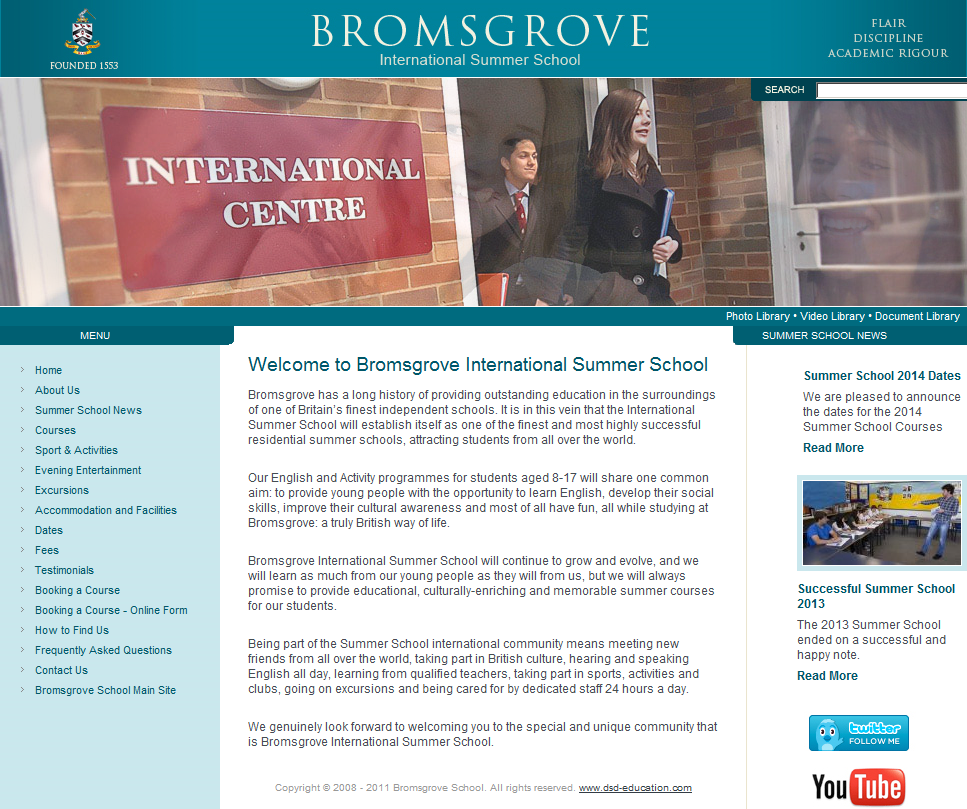 FOUNDED 1553
BROMSGROVE
International Summer School
FLAIR
DISCIPLINE
ACADEMIC RIGOUR
SEARCH
INTERNATIONAL
CENTRE
Photo Library • Video Library • Document Library
MENU
Home
About Us
Summer School News
Courses
Sport & Activities
Evening Entertainment
Excursions
Accommodation and Facilities
Dates
Fees
Testimonials
Booking a Course
Booking a Course - Online Form
How to Find Us
Frequently Asked Questions
Contact Us
Bromsgrove School Main Site
Welcome to Bromsgrove International Summer School
Bromsgrove has a long history of providing outstanding education in the surroundings
of one of Britain's finest independent schools. It is in this vein that the International
Summer School will establish itself as one of the finest and most highly successful
residential summer schools, attracting students from all over the world.
Our English and Activity programmes for students aged 8-17 will share one common
aim: to provide young people with the opportunity to learn English, develop their social
skills, improve their cultural awareness and most of all have fun, all while studying at
Bromsgrove: a truly British way of life.
Bromsgrove International Summer School will continue to grow and evolve, and we
will learn as much from our young people as they will from us, but we will always
promise to provide educational, culturally-enriching and memorable summer courses
for our students.
Being part of the Summer School international community means meeting new
friends from all over the world, taking part in British culture, hearing and speaking
English all day, learning from qualified teachers, taking part in sports, activities and
clubs, going on excursions and being cared for by dedicated staff 24 hours a day.
We genuinely look forward to welcoming you to the special and unique community that
is Bromsgrove International Summer School.
Copyright © 2008 - 2011 Bromsgrove School. All rights reserved. www.dsd-education.com
SUMMER SCHOOL NEWS
Summer School 2014 Dates
We are pleased to announce
the dates for the 2014
Summer School Courses
Read More
Successful Summer School
2013
The 2013 Summer School
ended on a successful and
happy note.
Read More
twitter
FOLLOW ME
YouTube